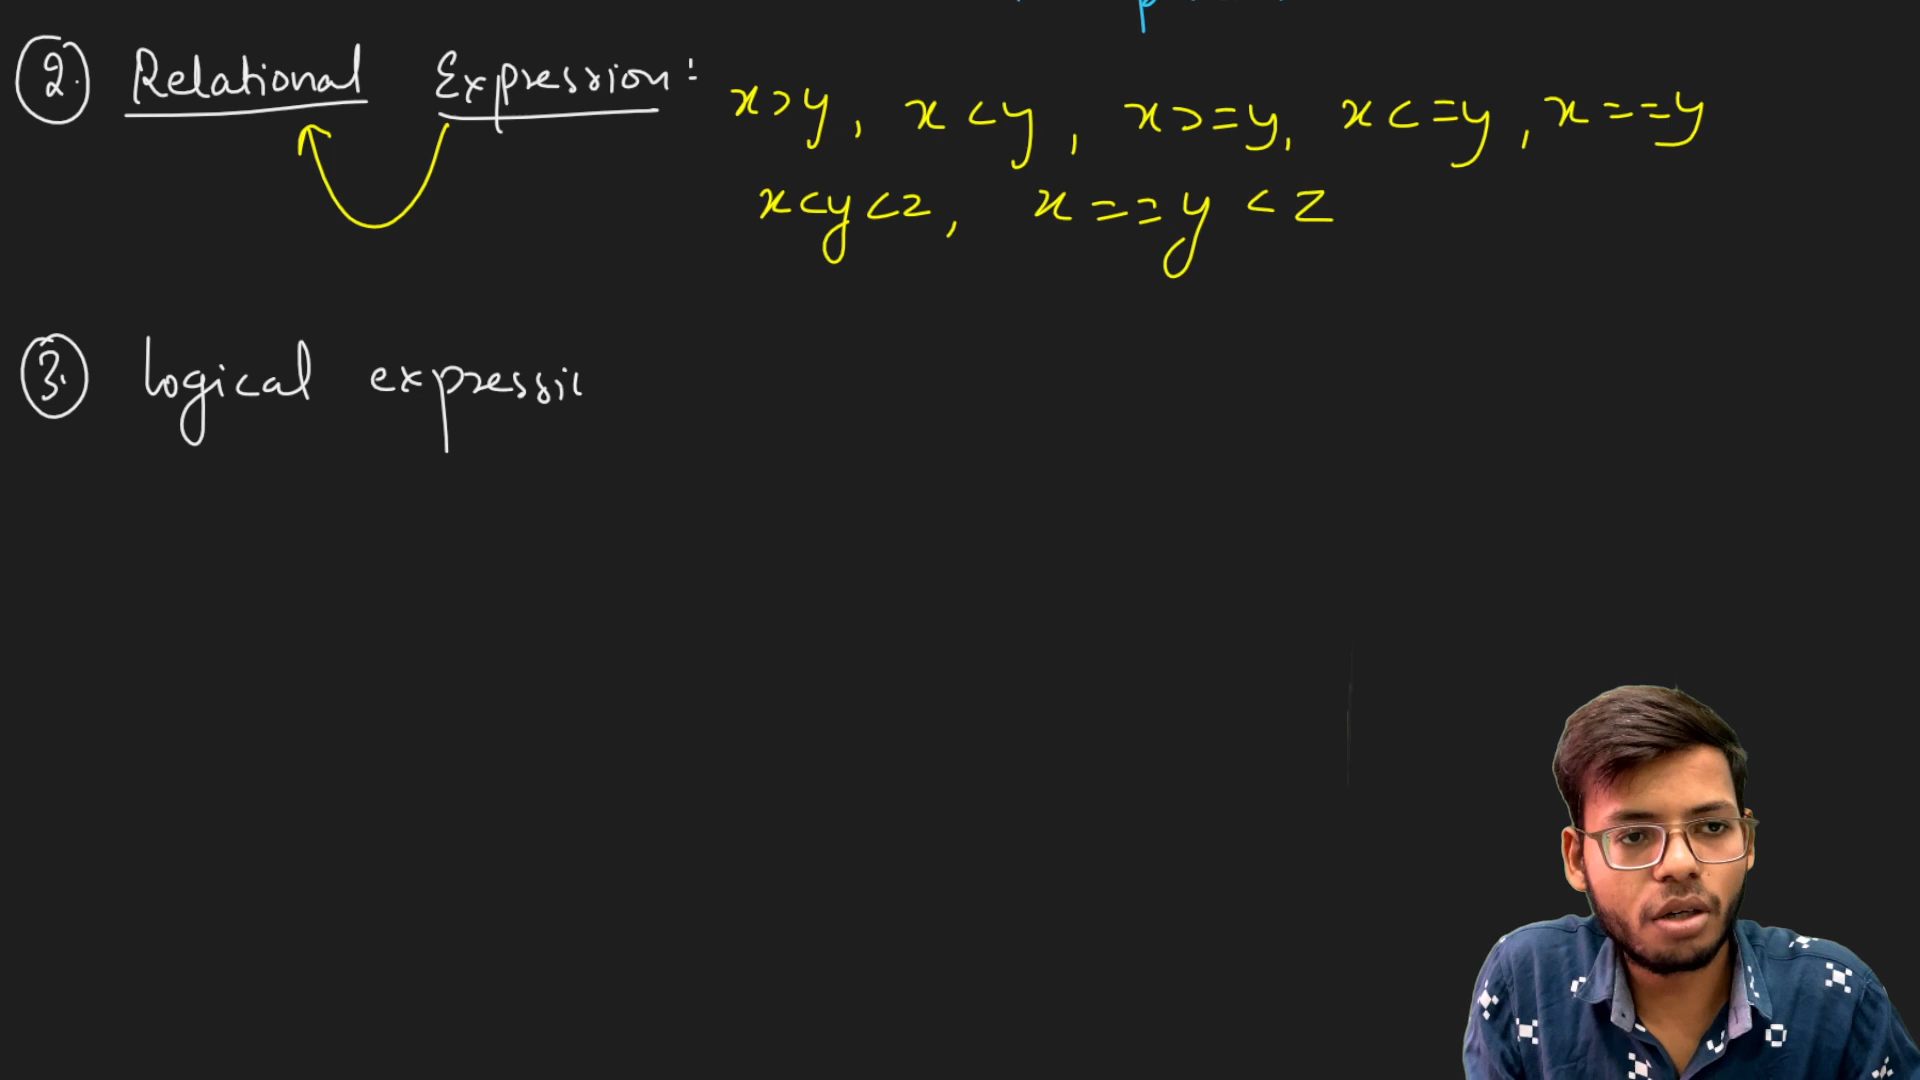 2. Relational Expression: x>y, x<y, x>=y, x<=y, x==y
x<y<z, x==y<z
3. logical expressi